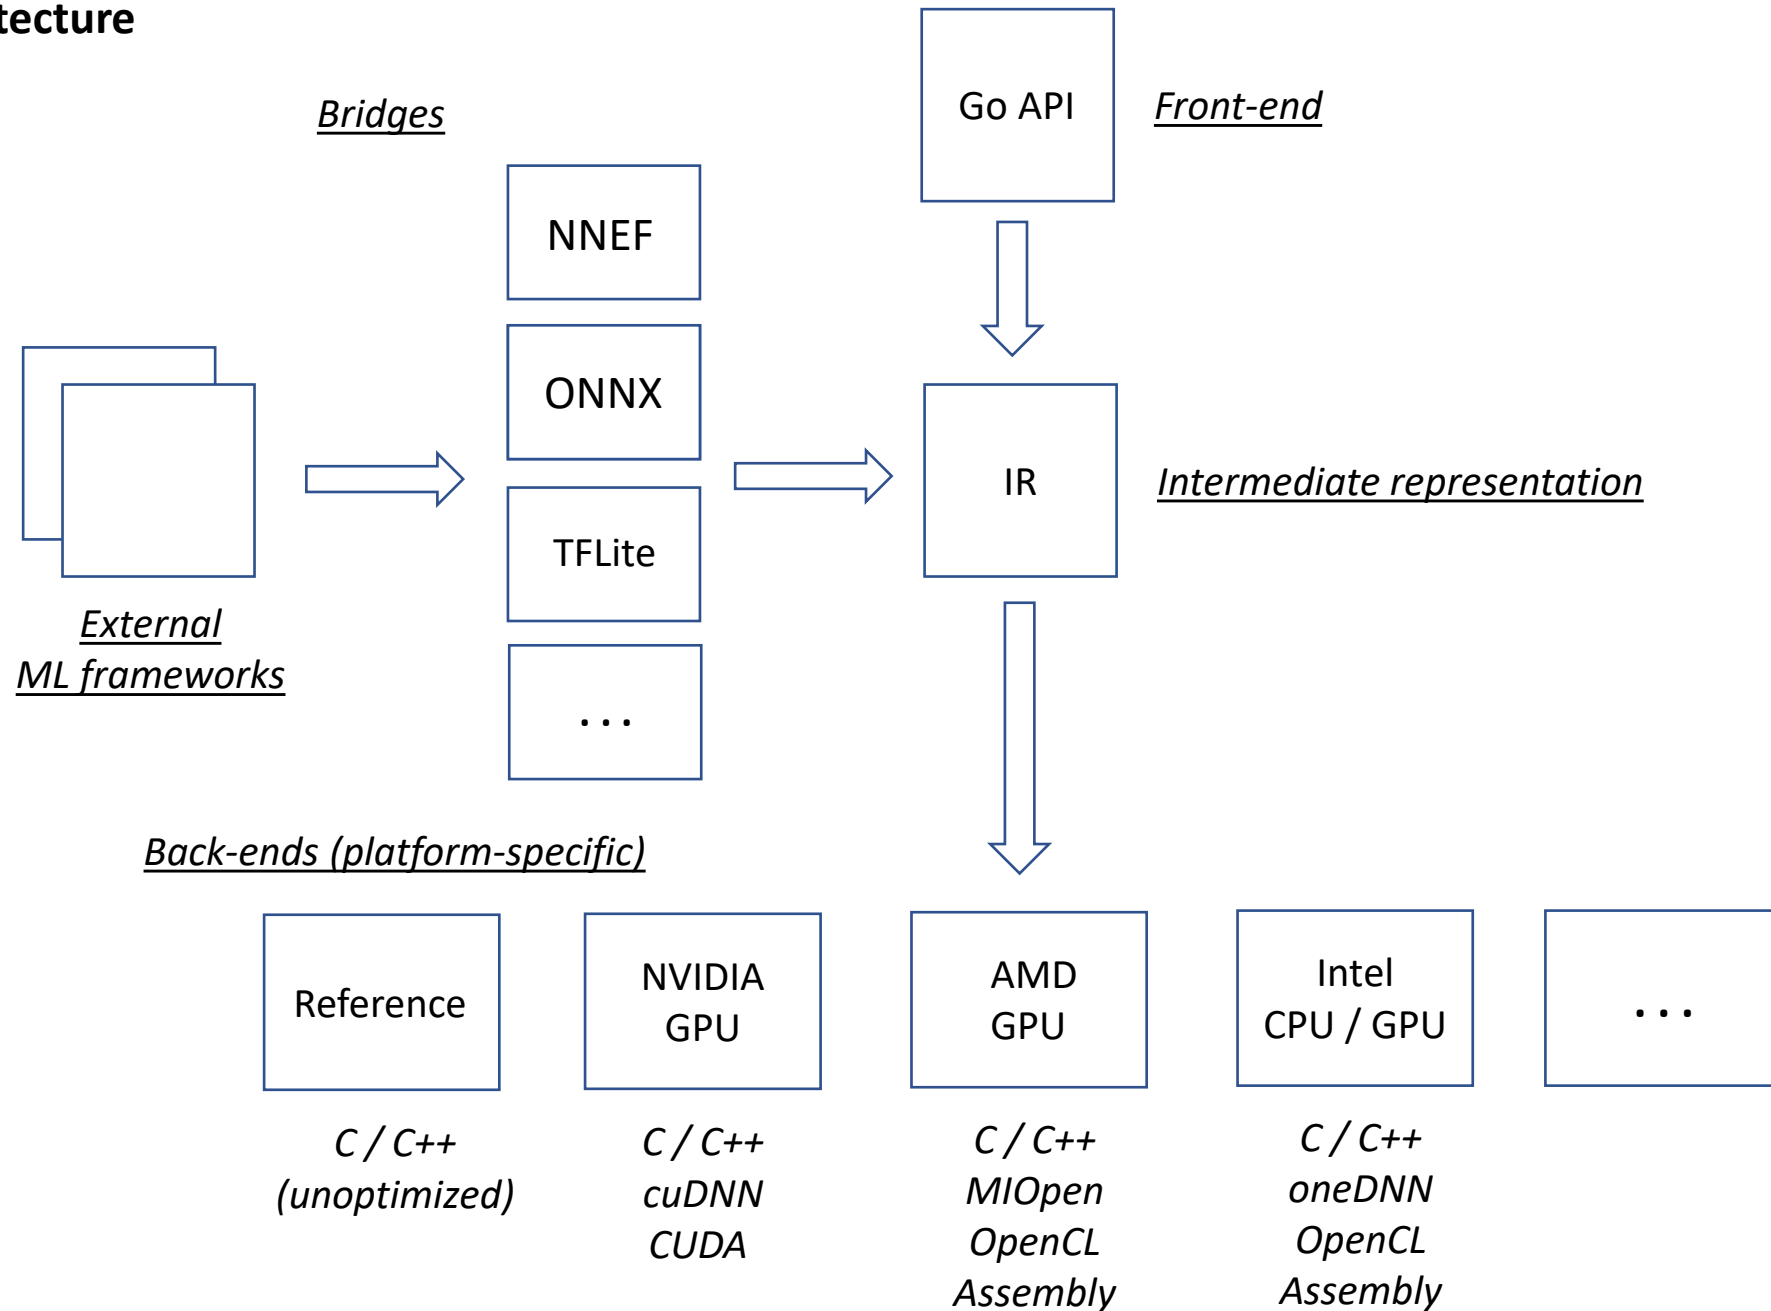 tecture
Go API
Front-end
Bridges
NNEF
ONNX
TFLite
. . .
IR
Intermediate representation
External
ML frameworks
Back-ends (platform-specific)
Reference
NVIDIA
GPU
AMD
GPU
Intel
CPU / GPU
. . .
C / C++
(unoptimized)
C / C++
cuDNN
CUDA
C / C++
MIOpen
OpenCL
Assembly
C / C++
oneDNN
OpenCL
Assembly